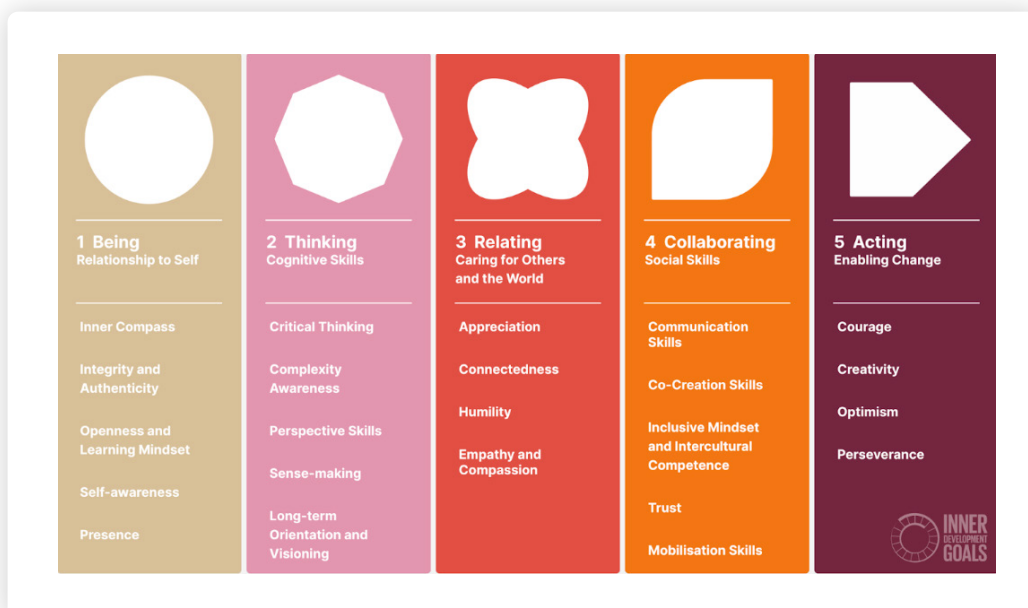 1 Being
Relationship to Self
Inner Compass
Integrity and
Authenticity
Openness and
Learning Mindset
Self-awareness
Presence
2 Thinking
Cognitive Skills
Critical Thinking
Complexity
Awareness
Perspective Skills
Sense-making
Long-term
Orientation and
Visioning
3 Relating
Caring for Others
and the World
Appreciation
Connectedness
Humility
Empathy and
Compassion
4 Collaborating
Social Skills
Communication
Skills
Co-Creation Skills
Inclusive Mindset
and Intercultural
Competence
Trust
Mobilisation Skills
5 Acting
Enabling Change
Courage
Creativity
Optimism
Perseverance
INNER
DEVELOPMENT
GOALS